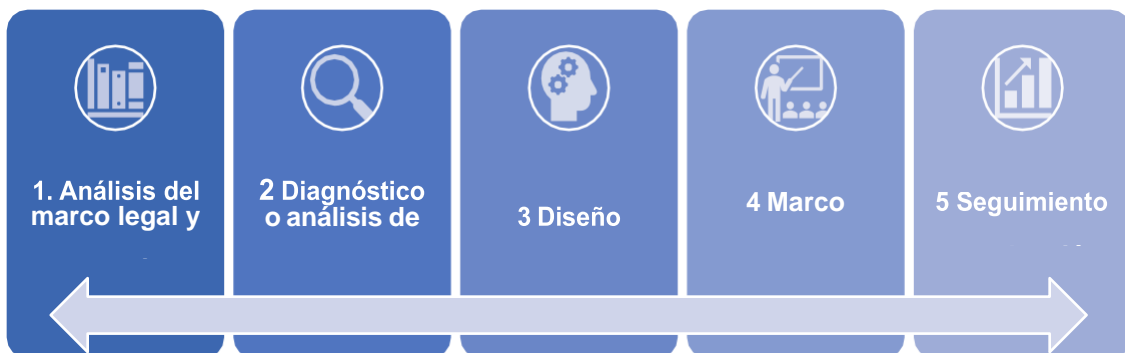 1. Análisis del
marco legal y
2 Diagnóstico
o análisis de
3 Diseño
4 Marco
5 Seguimiento